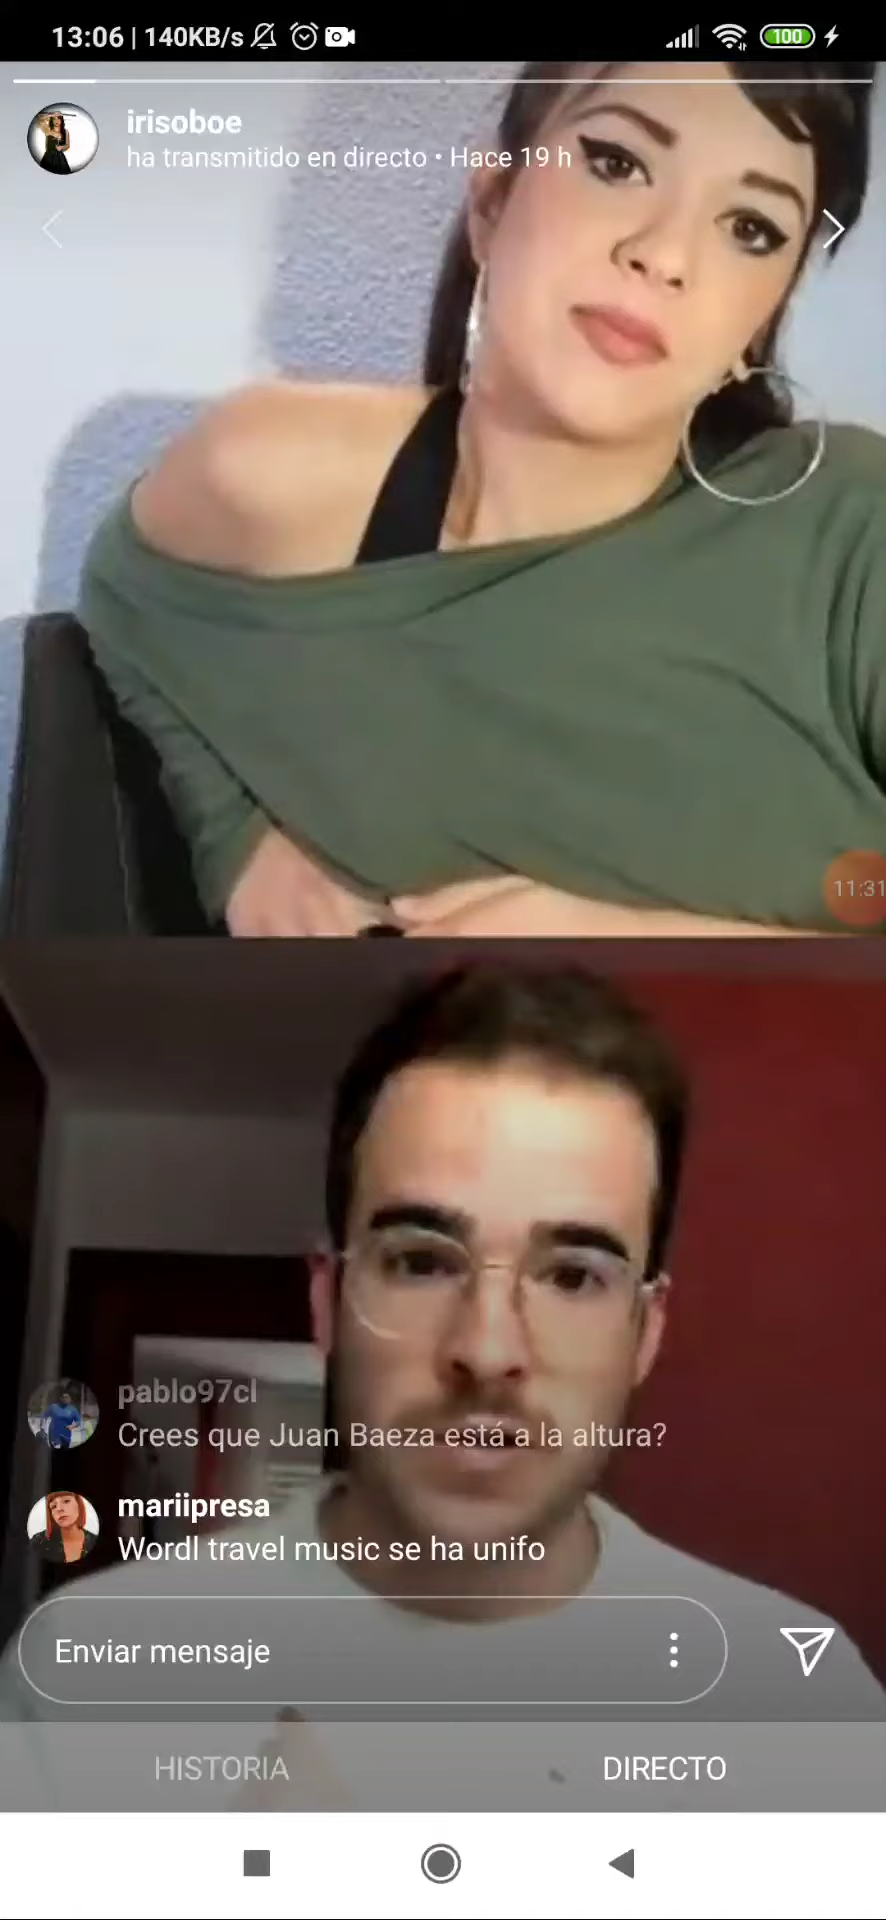 13:06 | 140KB/s
100
irisoboe
ha transmitido en directo • Hace 19 h
11:31
pablo97cl
Crees que Juan Baeza está a la altura?
mariipresa
Wordl travel music se ha unifo
Enviar mensaje
HISTORIA
DIRECTO